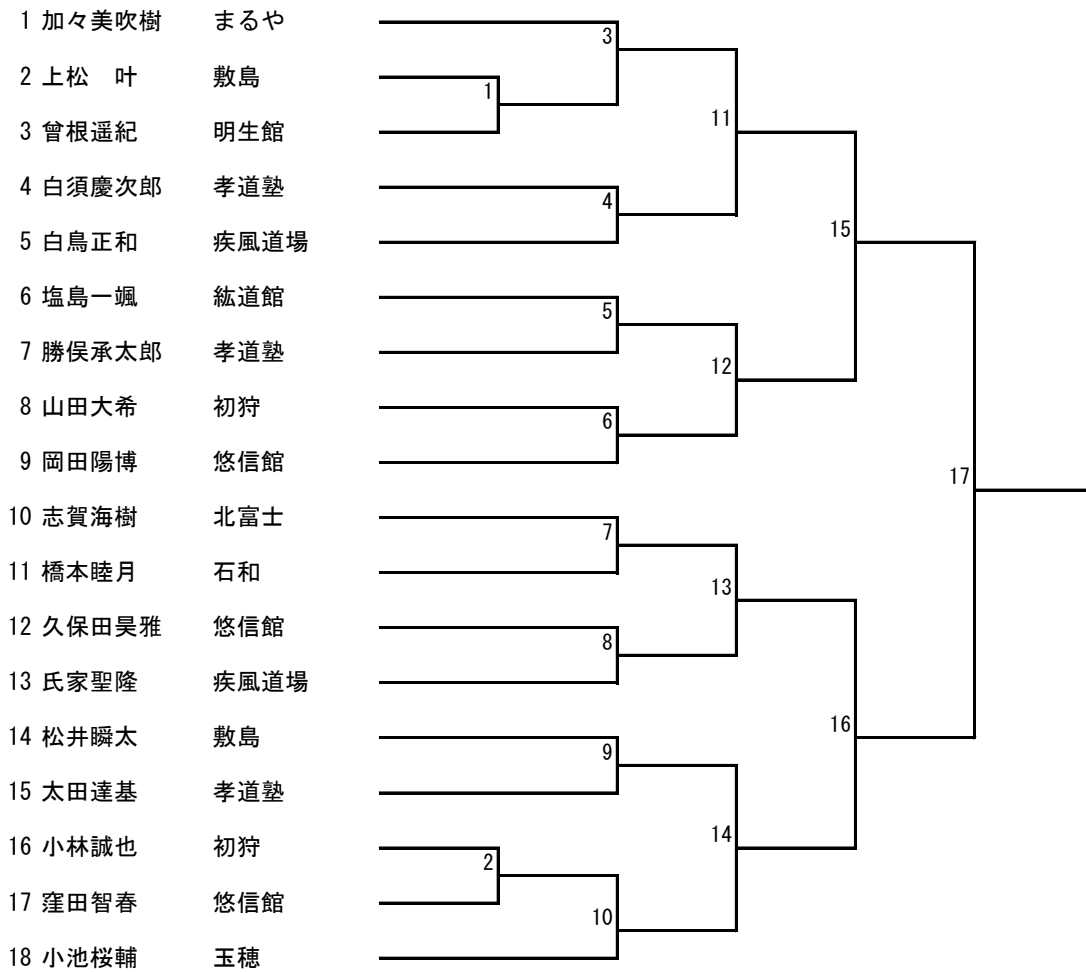 1 加々美吹樹 まるや
3
2 上松　叶 敷島
1
3 曾根遥紀 明生館
11
4 白須慶次郎 孝道塾
4
5 白鳥正和 疾風道場
15
6 塩島一颯 紘道館
5
7 勝俣承太郎 孝道塾
12
8 山田大希 初狩
6
9 岡田陽博 悠信館
17
10 志賀海樹 北富士
7
11 橋本睦月 石和
13
12 久保田昊雅 悠信館
8
13 氏家聖隆 疾風道場
16
14 松井瞬太 敷島
9
15 太田達基 孝道塾
14
16 小林誠也 初狩
2
17 窪田智春 悠信館
10
18 小池桜輔 玉穂